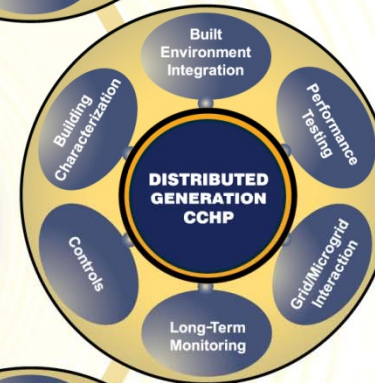 Built
Environment
Integration
Performance
Testing
Grid/Microgrid
Interaction
Long-Term
Monitoring
Controls
Building
Characterization
DISTRIBUTED
GENERATION
CCHP